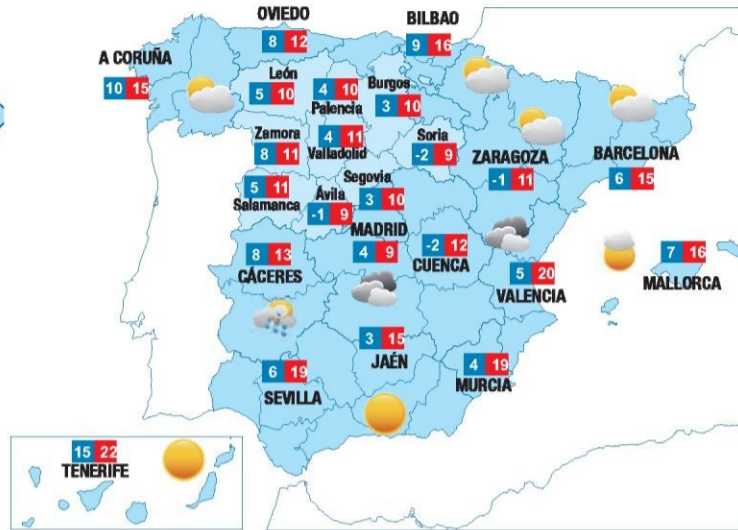 OVIEDO
8 12
BILBAO
9 16
A CORUÑA
10 15
León
5 10
4 10
Palencia
Burgos
3 10
Zamora
8 11
4 11
Valladolid
Soria
-2 9
ZARAGOZA
-1 11
BARCELONA
6 15
5 11
Salamanca
Ávila
-1 9
Segovia
3 10
MADRID
4 9
-2 12
CUENCA
8 13
CÁCERES
5 20
VALENCIA
7 16
MALLORCA
3 15
JAÉN
4 19
MURCIA
6 19
SEVILLA
15 22
TENERIFE